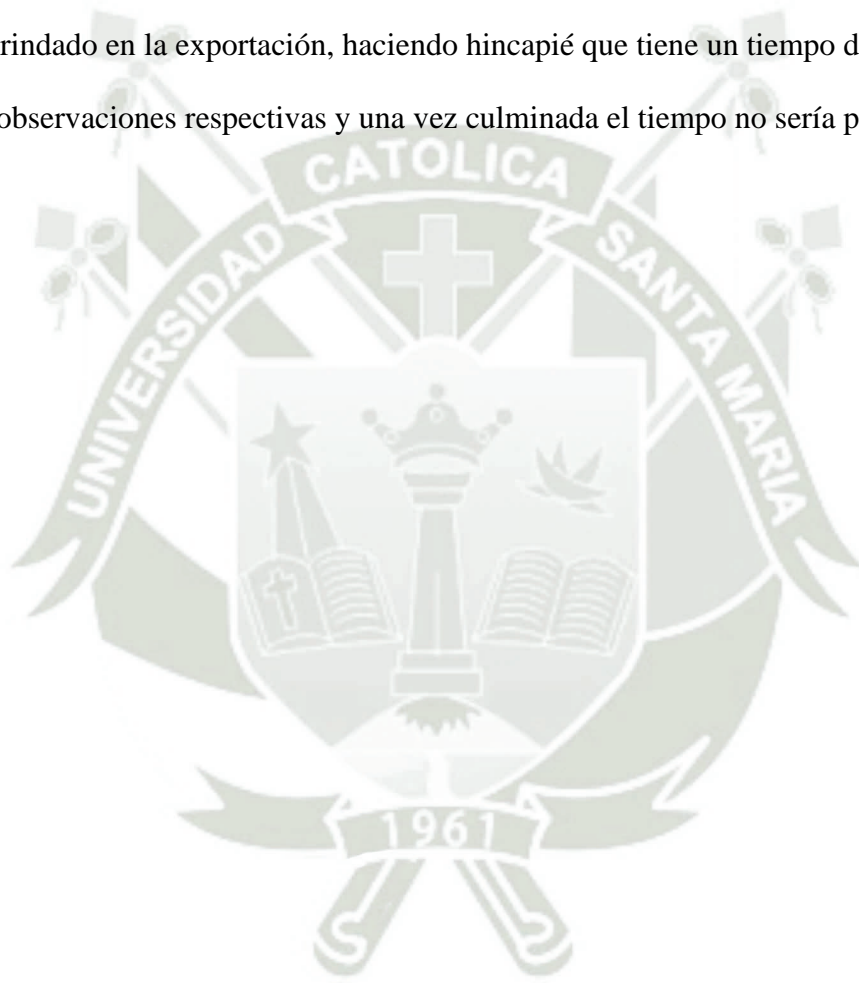 rindado en la exportación, haciendo hincapié que tiene un tiempo d
observaciones respectivas y una vez culminada el tiempo no sería p
UNIVERSIDAD CATOLICA SANTA MARIA
1961